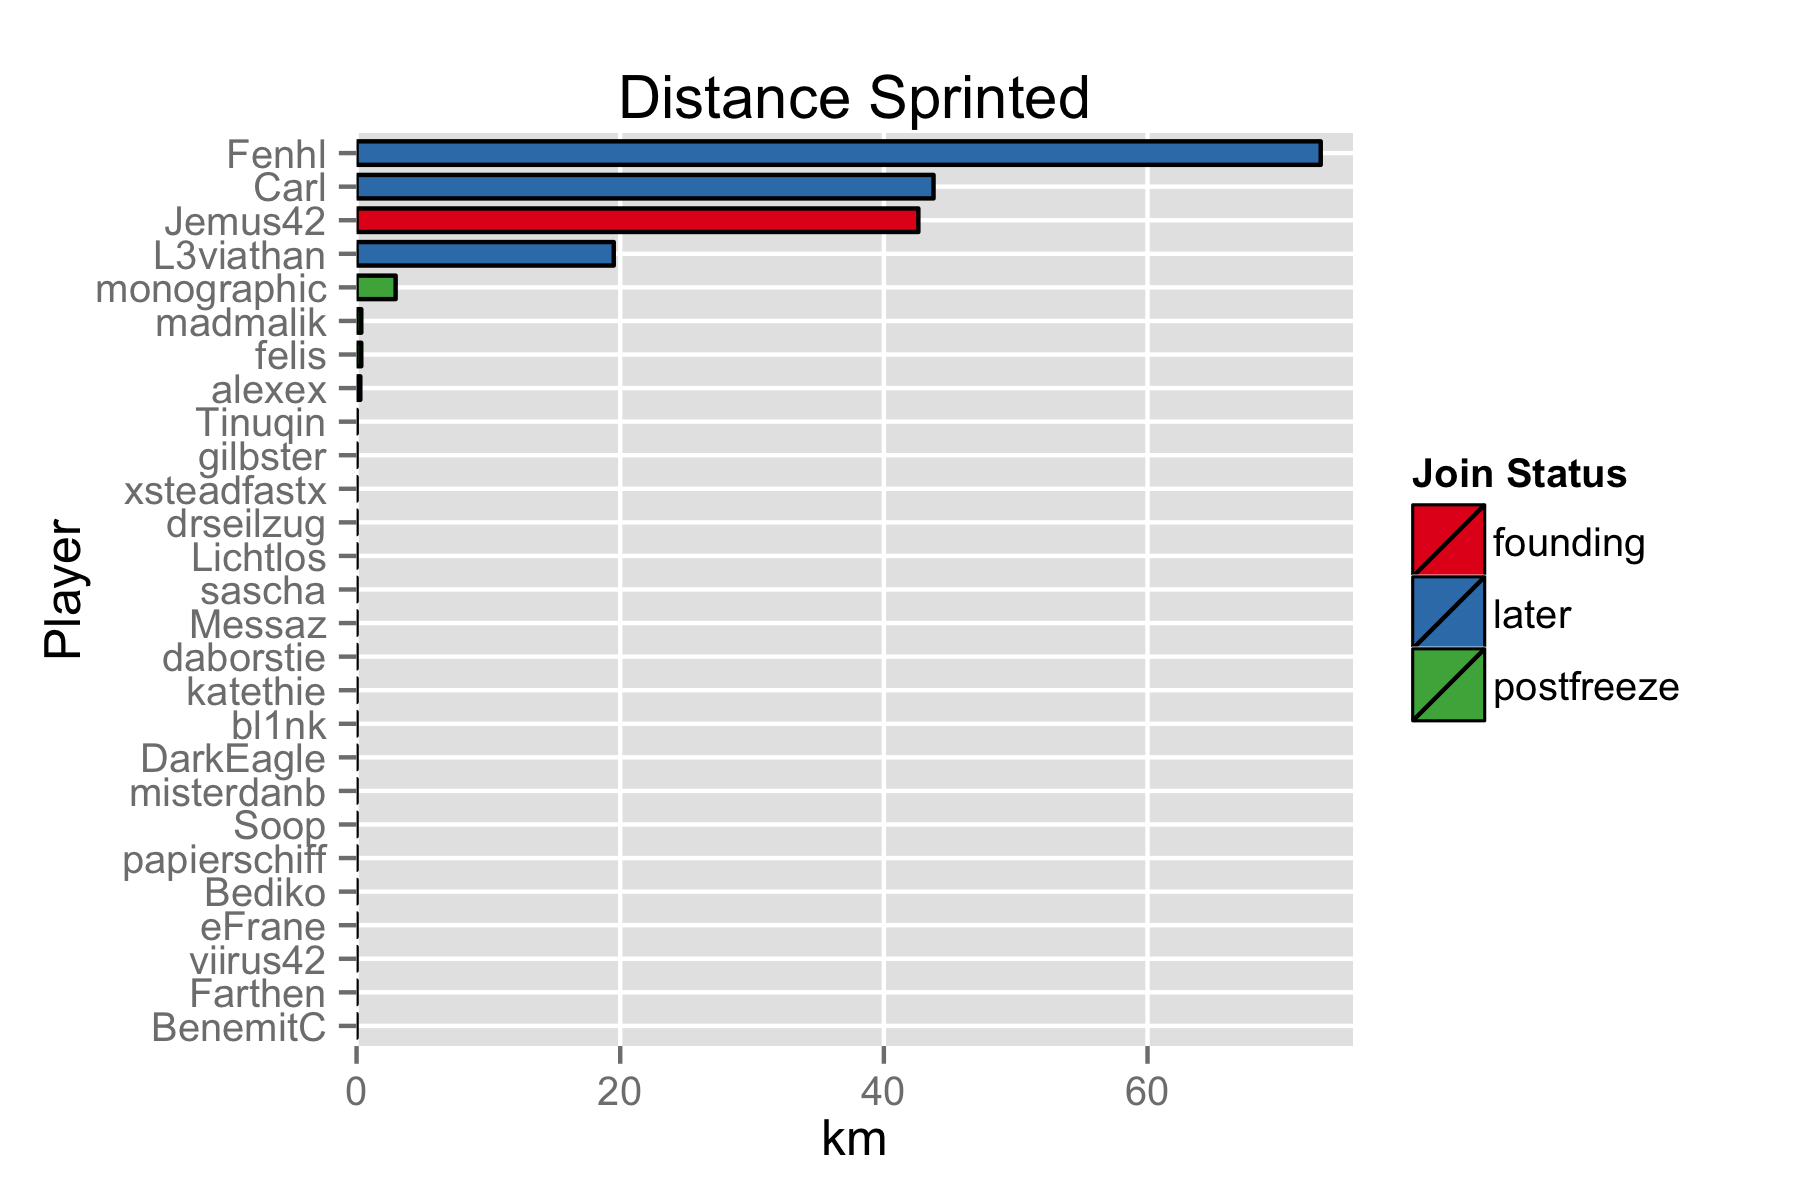 Distance Sprinted
Player
Fenhl
Carl
Jemus42
L3viathan
monographic
madmalik
felis
alexex
Tinuqin
gilbster
xsteadfastx
drseilzug
Lichtlos
sascha
Messaz
daborstie
katethie
bl1nk
DarkEagle
misterdanb
Soop
papierschiff
Bediko
eFrane
viirus42
Farthen
BenemitC
0 20 40 60
km
Join Status
founding
later
postfreeze